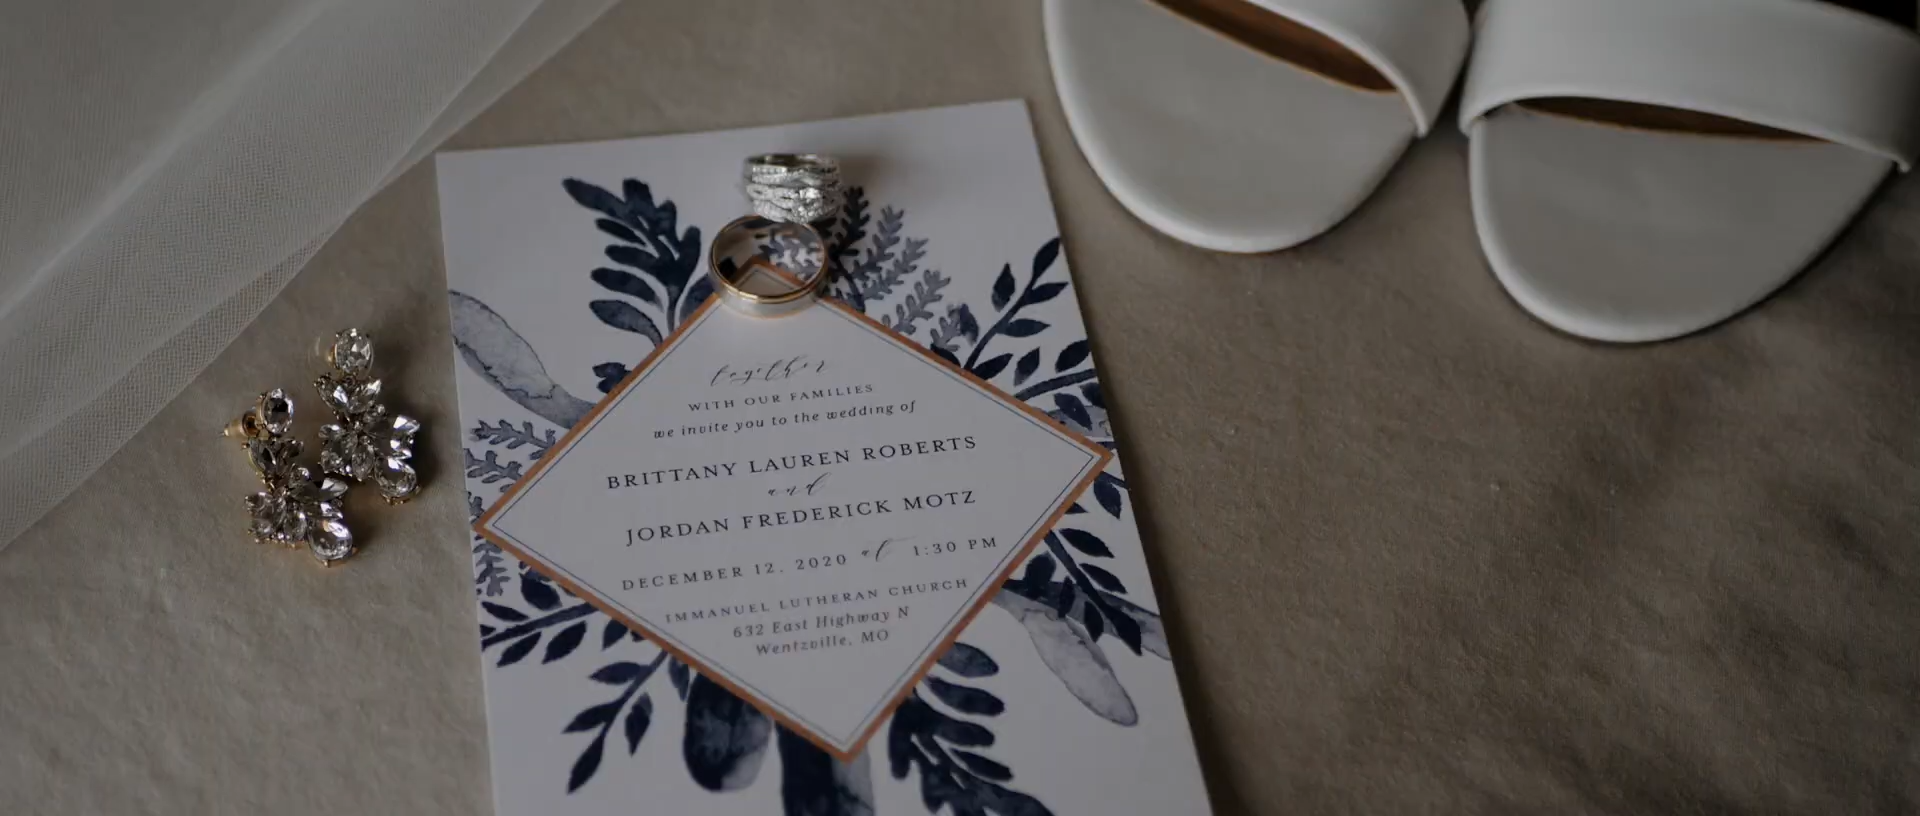 together
WITH OUR FAMILIES
we invite you to the wedding of
BRITTANY LAUREN ROBERTS
and
JORDAN FREDERICK MOTZ
DECEMBER 12, 2020 at 1:30 PM
IMMANUEL LUTHERAN CHURCH
632 East Highway N
Wentzville, MO